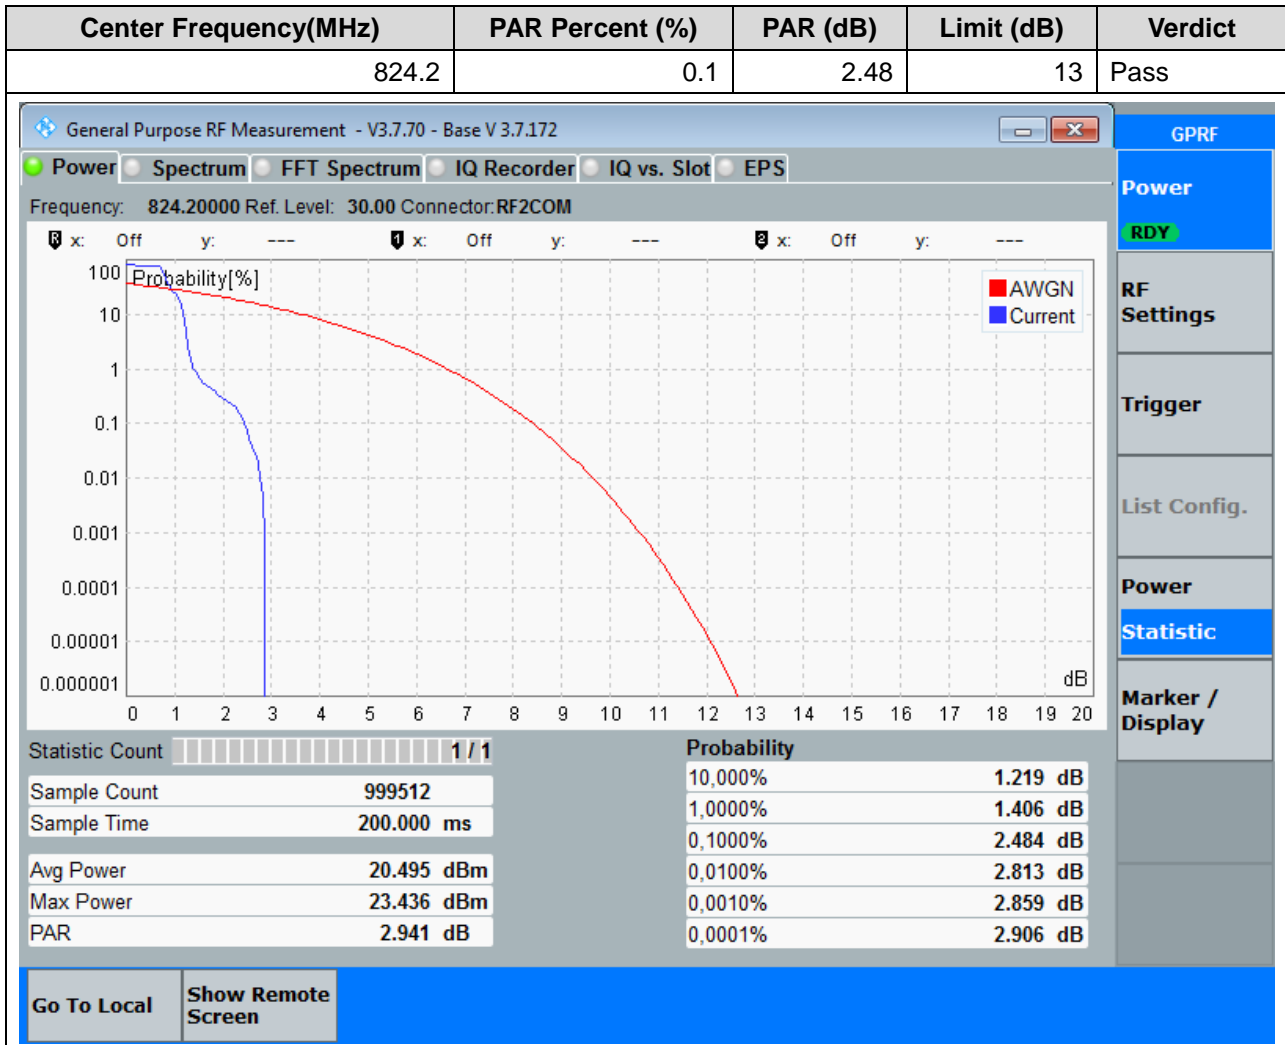 Center Frequency(MHz) PAR Percent (%) PAR (dB) Limit (dB) Verdict
824.2 0.1 2.48 13 Pass
General Purpose RF Measurement - V3.7.70 - Base V 3.7.172
GPRF
Power Spectrum FFT Spectrum IQ Recorder IQ vs. Slot EPS
Power
RDY
Frequency: 824.20000 Ref. Level: 30.00 Connector:RF2COM
R x: Off y: --- 1 x: Off y: --- 2 x: Off y: ---
Probability[%]
100
10
1
0.1
0.01
0.001
0.0001
0.00001
0.000001
AWGN
Current
dB
0 1 2 3 4 5 6 7 8 9 10 11 12 13 14 15 16 17 18 19 20
RF
Settings
Trigger
List Config.
Power
Statistic
Marker /
Display
Statistic Count 1 / 1
Sample Count 999512
Sample Time 200.000 ms
Avg Power 20.495 dBm
Max Power 23.436 dBm
PAR 2.941 dB
Probability
10,000% 1.219 dB
1,0000% 1.406 dB
0,1000% 2.484 dB
0,0100% 2.813 dB
0,0010% 2.859 dB
0,0001% 2.906 dB
Go To Local
Show Remote
Screen